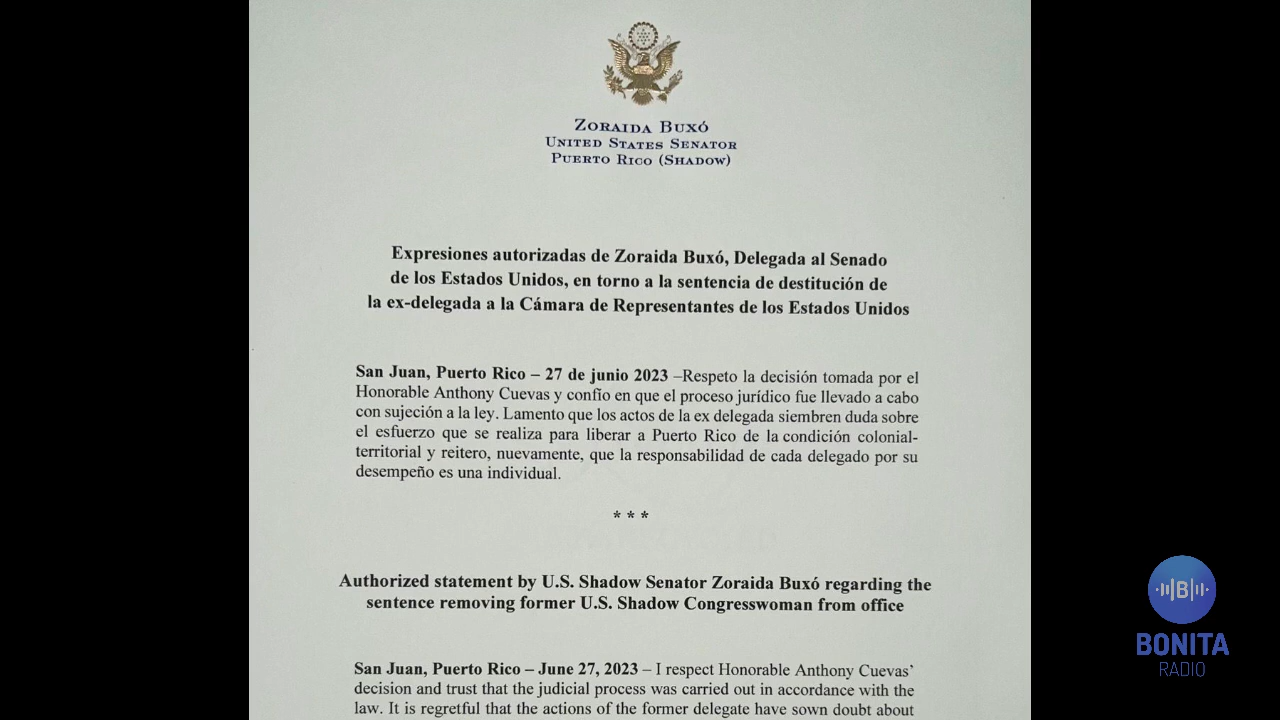 ZORAIDA BUXÓ
UNITED STATES SENATOR
PUERTO RICO (SHADOW)
Expresiones autorizadas de Zoraida Buxó, Delegada al Senado
de los Estados Unidos, en torno a la sentencia de destitución de
la ex-delegada a la Cámara de Representantes de los Estados Unidos
San Juan, Puerto Rico – 27 de junio 2023 –Respeto la decisión tomada por el
Honorable Anthony Cuevas y confío en que el proceso jurídico fue llevado a cabo
con sujeción a la ley. Lamento que los actos de la ex delegada siembren duda sobre
el esfuerzo que se realiza para liberar a Puerto Rico de la condición colonial-
territorial y reitero, nuevamente, que la responsabilidad de cada delegado por su
desempeño es una individual.
* * *
Authorized statement by U.S. Shadow Senator Zoraida Buxó regarding the
sentence removing former U.S. Shadow Congresswoman from office
San Juan, Puerto Rico – June 27, 2023 – I respect Honorable Anthony Cuevas'
decision and trust that the judicial process was carried out in accordance with the
law. It is regretful that the actions of the former delegate have sown doubt about
B
BONITA
RADIO